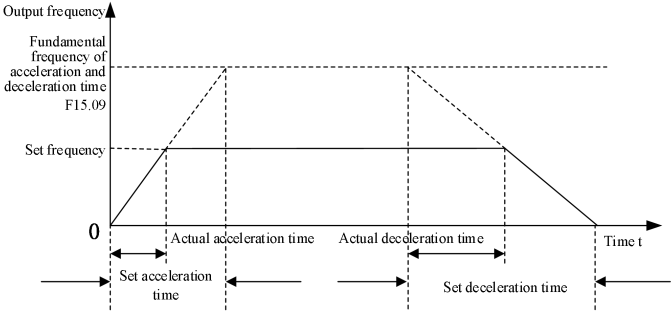 Output frequency
Fundamental
frequency of
acceleration and
deceleration time
F15.09
Set frequency
0
Actual acceleration time
Actual deceleration time
Time t
Set acceleration
time
Set deceleration time